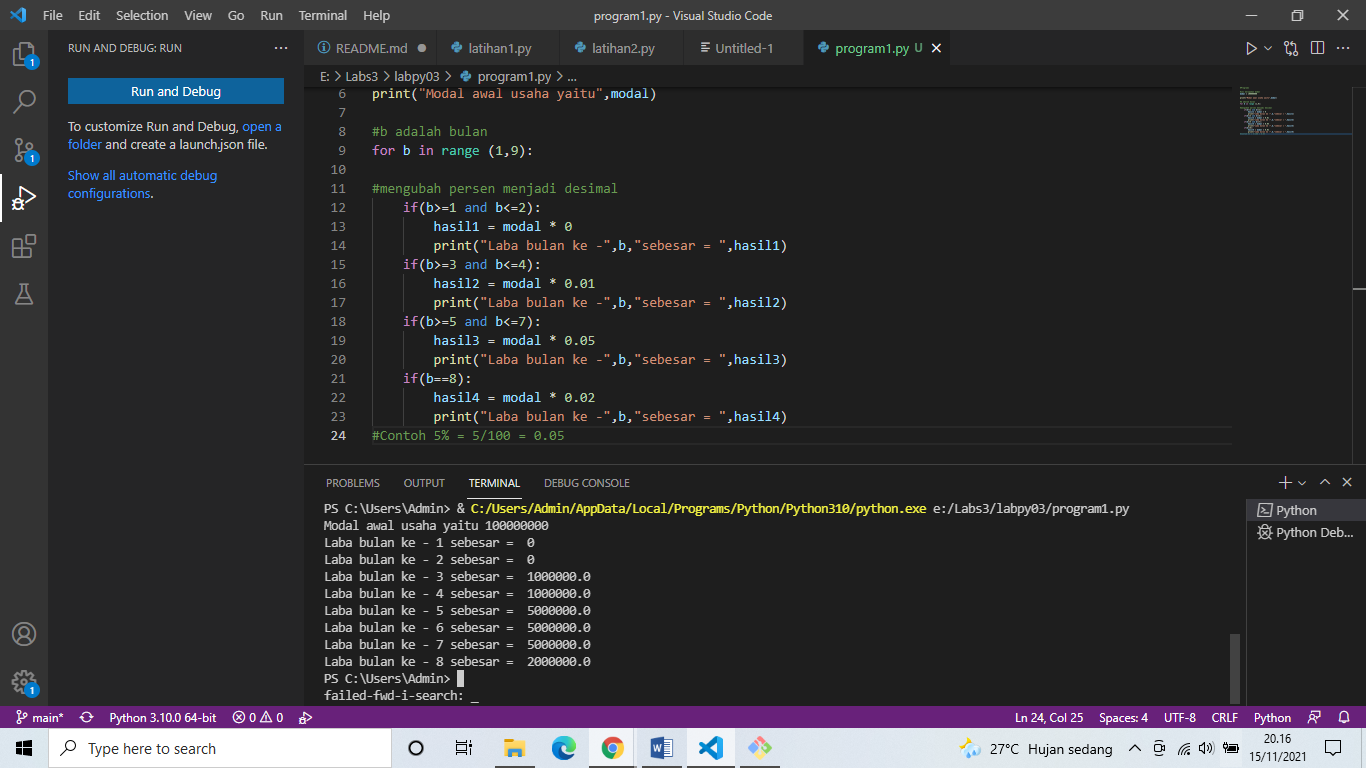 File Edit Selection View Go Run Terminal Help program1.py - Visual Studio Code
RUN AND DEBUG: RUN
Run and Debug
To customize Run and Debug, open a
folder and create a launch.json file.
Show all automatic debug
configurations.
1
1
1
README.md latihan1.py latihan2.py Untitled-1 program1.py U
E: > Labs3 > labpy03 > program1.py > ...
6 print("Modal awal usaha yaitu",modal)
7
8 #b adalah bulan
9 for b in range (1,9):
10
11 #mengubah persen menjadi desimal
12 if(b>=1 and b<=2):
13 hasil1 = modal * 0
14 print("Laba bulan ke -",b,"sebesar = ",hasil1)
15 if(b>=3 and b<=4):
16 hasil2 = modal * 0.01
17 print("Laba bulan ke -",b,"sebesar = ",hasil2)
18 if(b>=5 and b<=7):
19 hasil3 = modal * 0.05
20 print("Laba bulan ke -",b,"sebesar = ",hasil3)
21 if(b==8):
22 hasil4 = modal * 0.02
23 print("Laba bulan ke -",b,"sebesar = ",hasil4)
24 #Contoh 5% = 5/100 = 0.05
PROBLEMS OUTPUT TERMINAL DEBUG CONSOLE
PS C:\Users\Admin> & C:/Users/Admin/AppData/Local/Programs/Python/Python310/python.exe e:/Labs3/labpy03/program1.py
Modal awal usaha yaitu 100000000
Laba bulan ke - 1 sebesar =  0
Laba bulan ke - 2 sebesar =  0
Laba bulan ke - 3 sebesar =  1000000.0
Laba bulan ke - 4 sebesar =  1000000.0
Laba bulan ke - 5 sebesar =  5000000.0
Laba bulan ke - 6 sebesar =  5000000.0
Laba bulan ke - 7 sebesar =  5000000.0
Laba bulan ke - 8 sebesar =  2000000.0
PS C:\Users\Admin>
failed-fwd-i-search: _
Python
Python Deb...
main* Python 3.10.0 64-bit 0 0 Ln 24, Col 25 Spaces: 4 UTF-8 CRLF Python
Type here to search 27°C Hujan sedang 20.16
15/11/2021